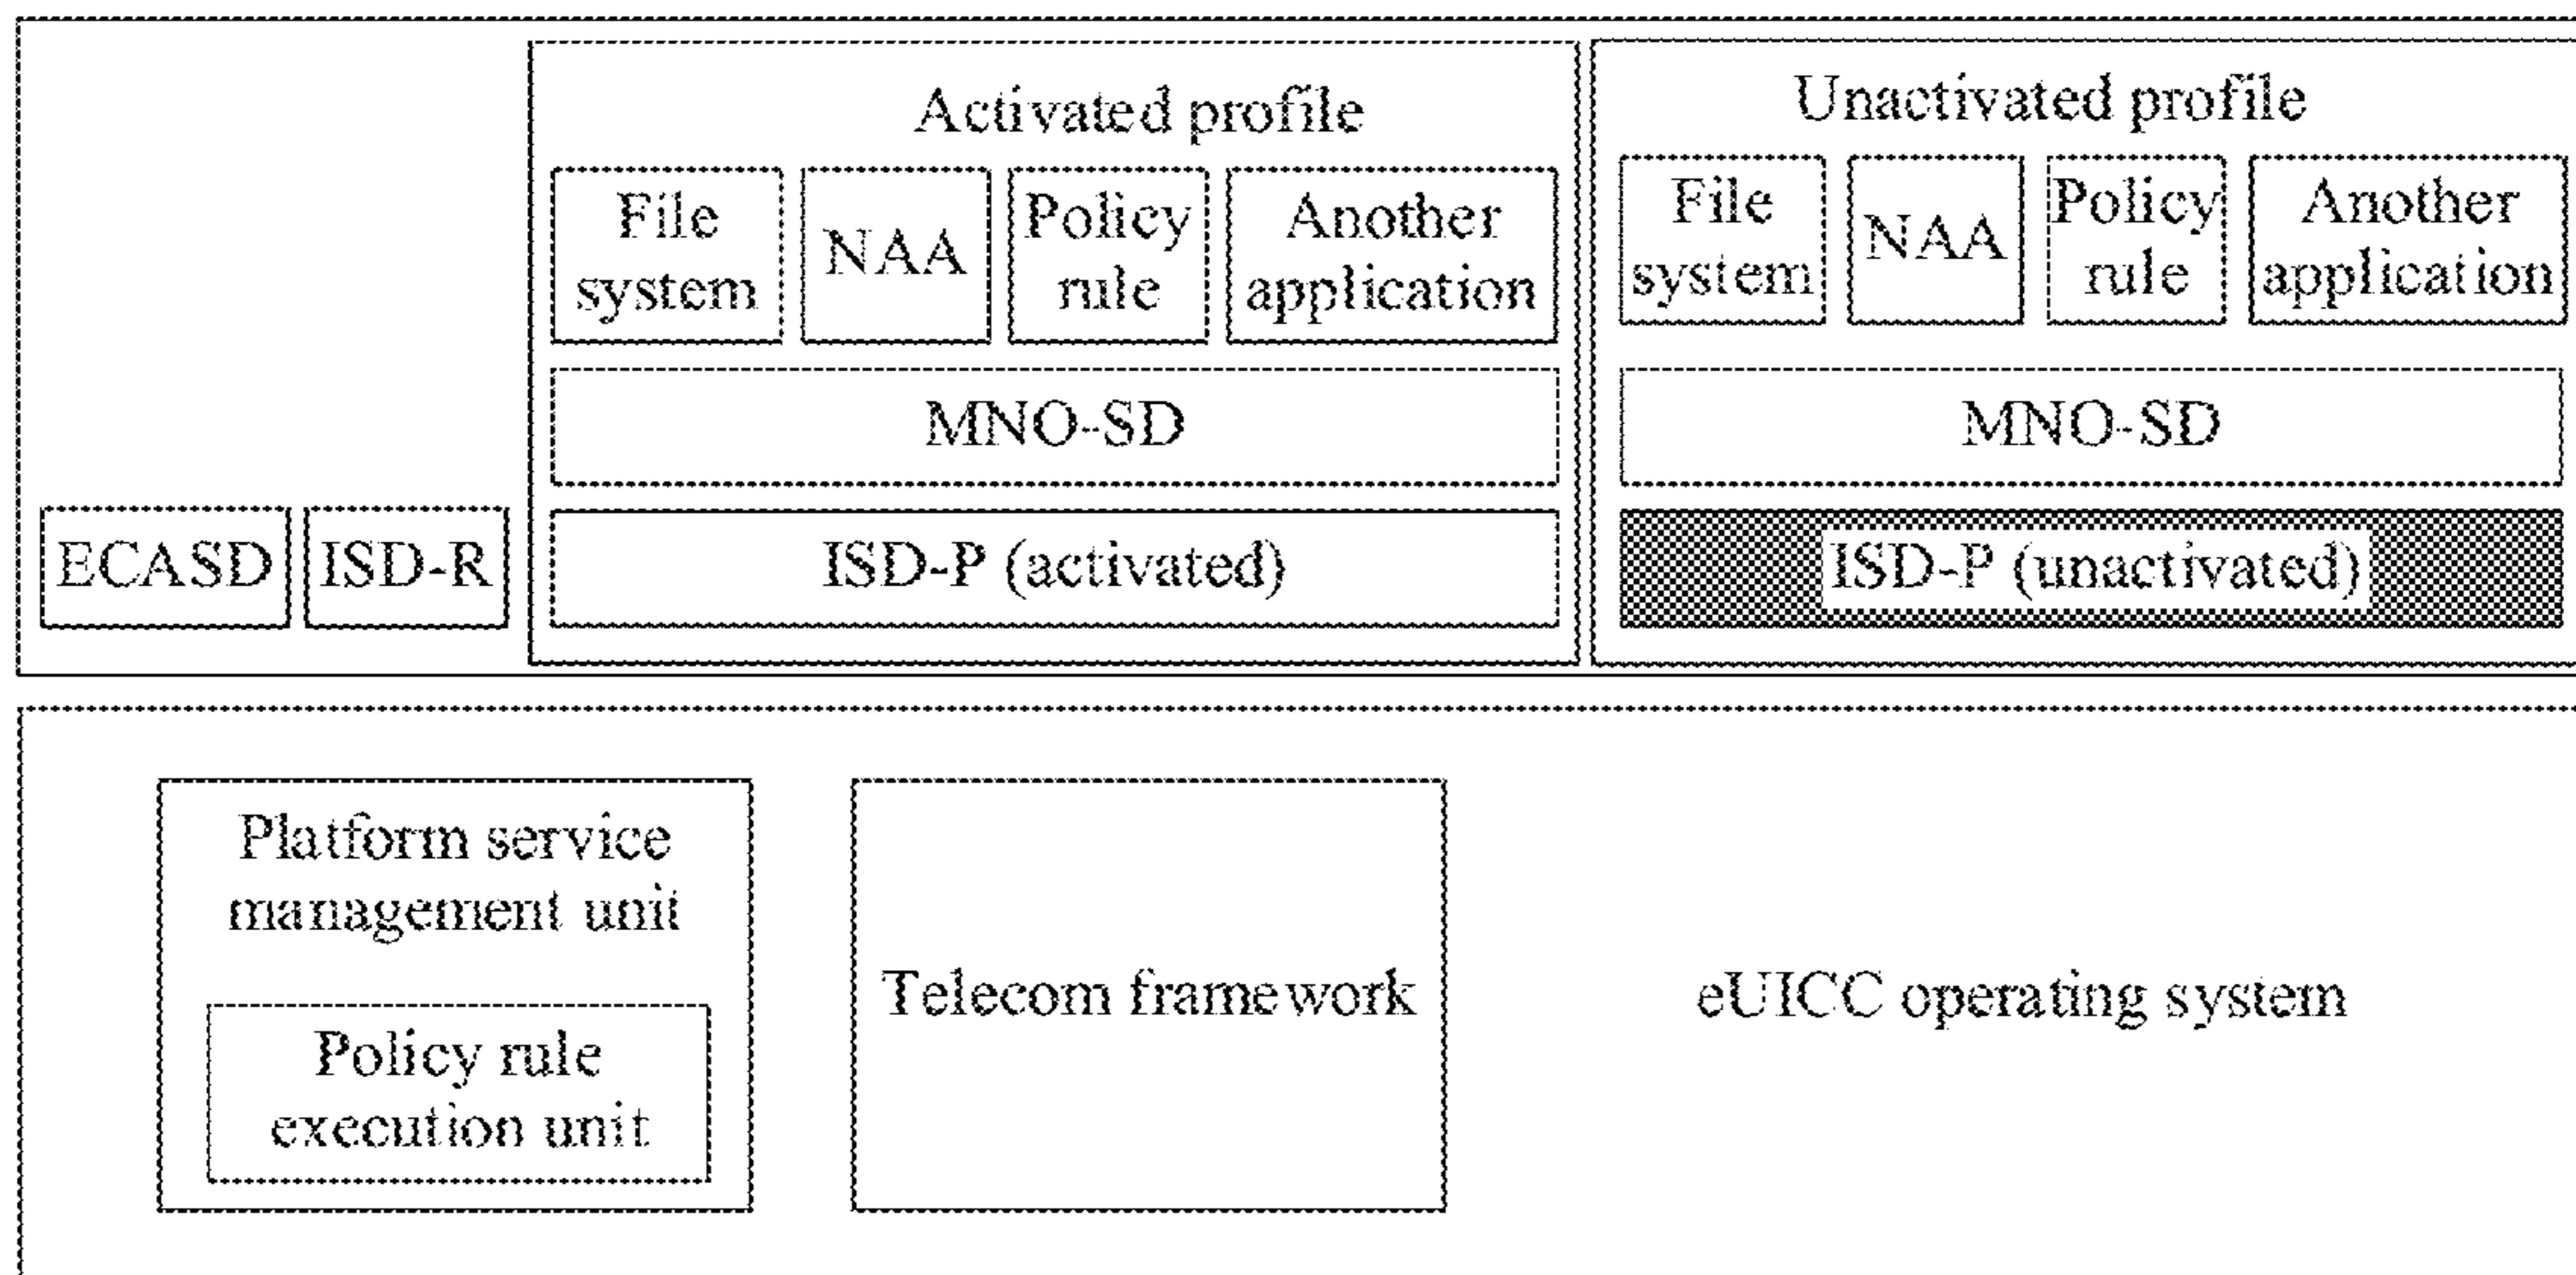 Activated profile
File
system
NAA
Policy
rule
Another
application
MNO-SD
ISD-P (activated)
Unactivated profile
File
system
NAA
Policy
rule
Another
application
MNO-SD
ISD-P (unactivated)
ECASD
ISD-R
Platform service
management unit
Policy rule
execution unit
Telecom framework
eUICC operating system